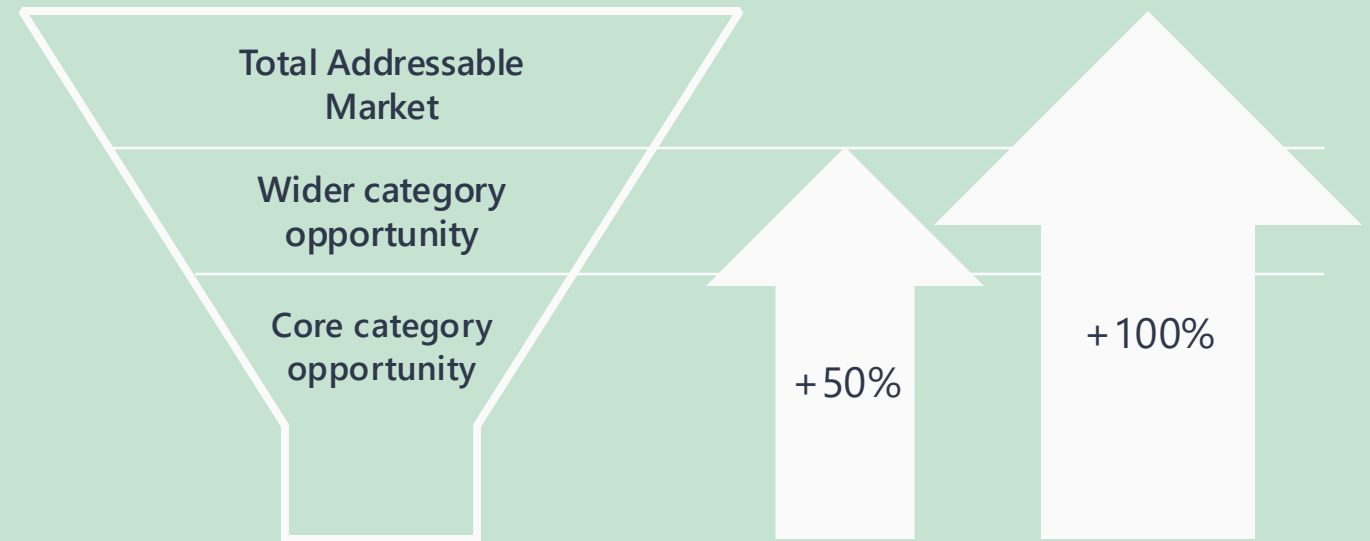 Total Addressable
Market
Wider category
opportunity
Core category
opportunity
+50%
+100%